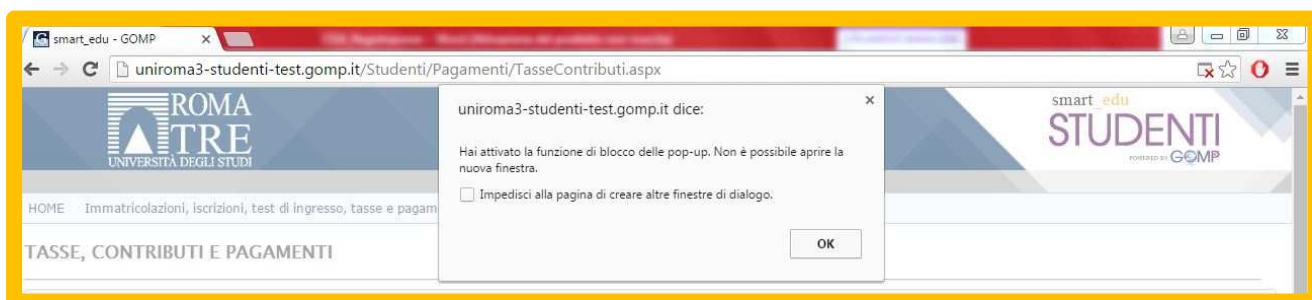 smart_edu - GOMP
uniroma3-studenti-test.gomp.it/Studenti/Pagamenti/TasseContributi.aspx
ROMA
TRE
UNIVERSITÀ DEGLI STUDI
uniroma3-studenti-test.gomp.it dice:
Hai attivato la funzione di blocco delle pop-up. Non è possibile aprire la
nuova finestra.
Impedisci alla pagina di creare altre finestre di dialogo.
OK
smart_edu
STUDENTI
POWERED BY GOMP
HOME Immatricolazioni, iscrizioni, test di ingresso, tasse e pagam
TASSE, CONTRIBUTI E PAGAMENTI